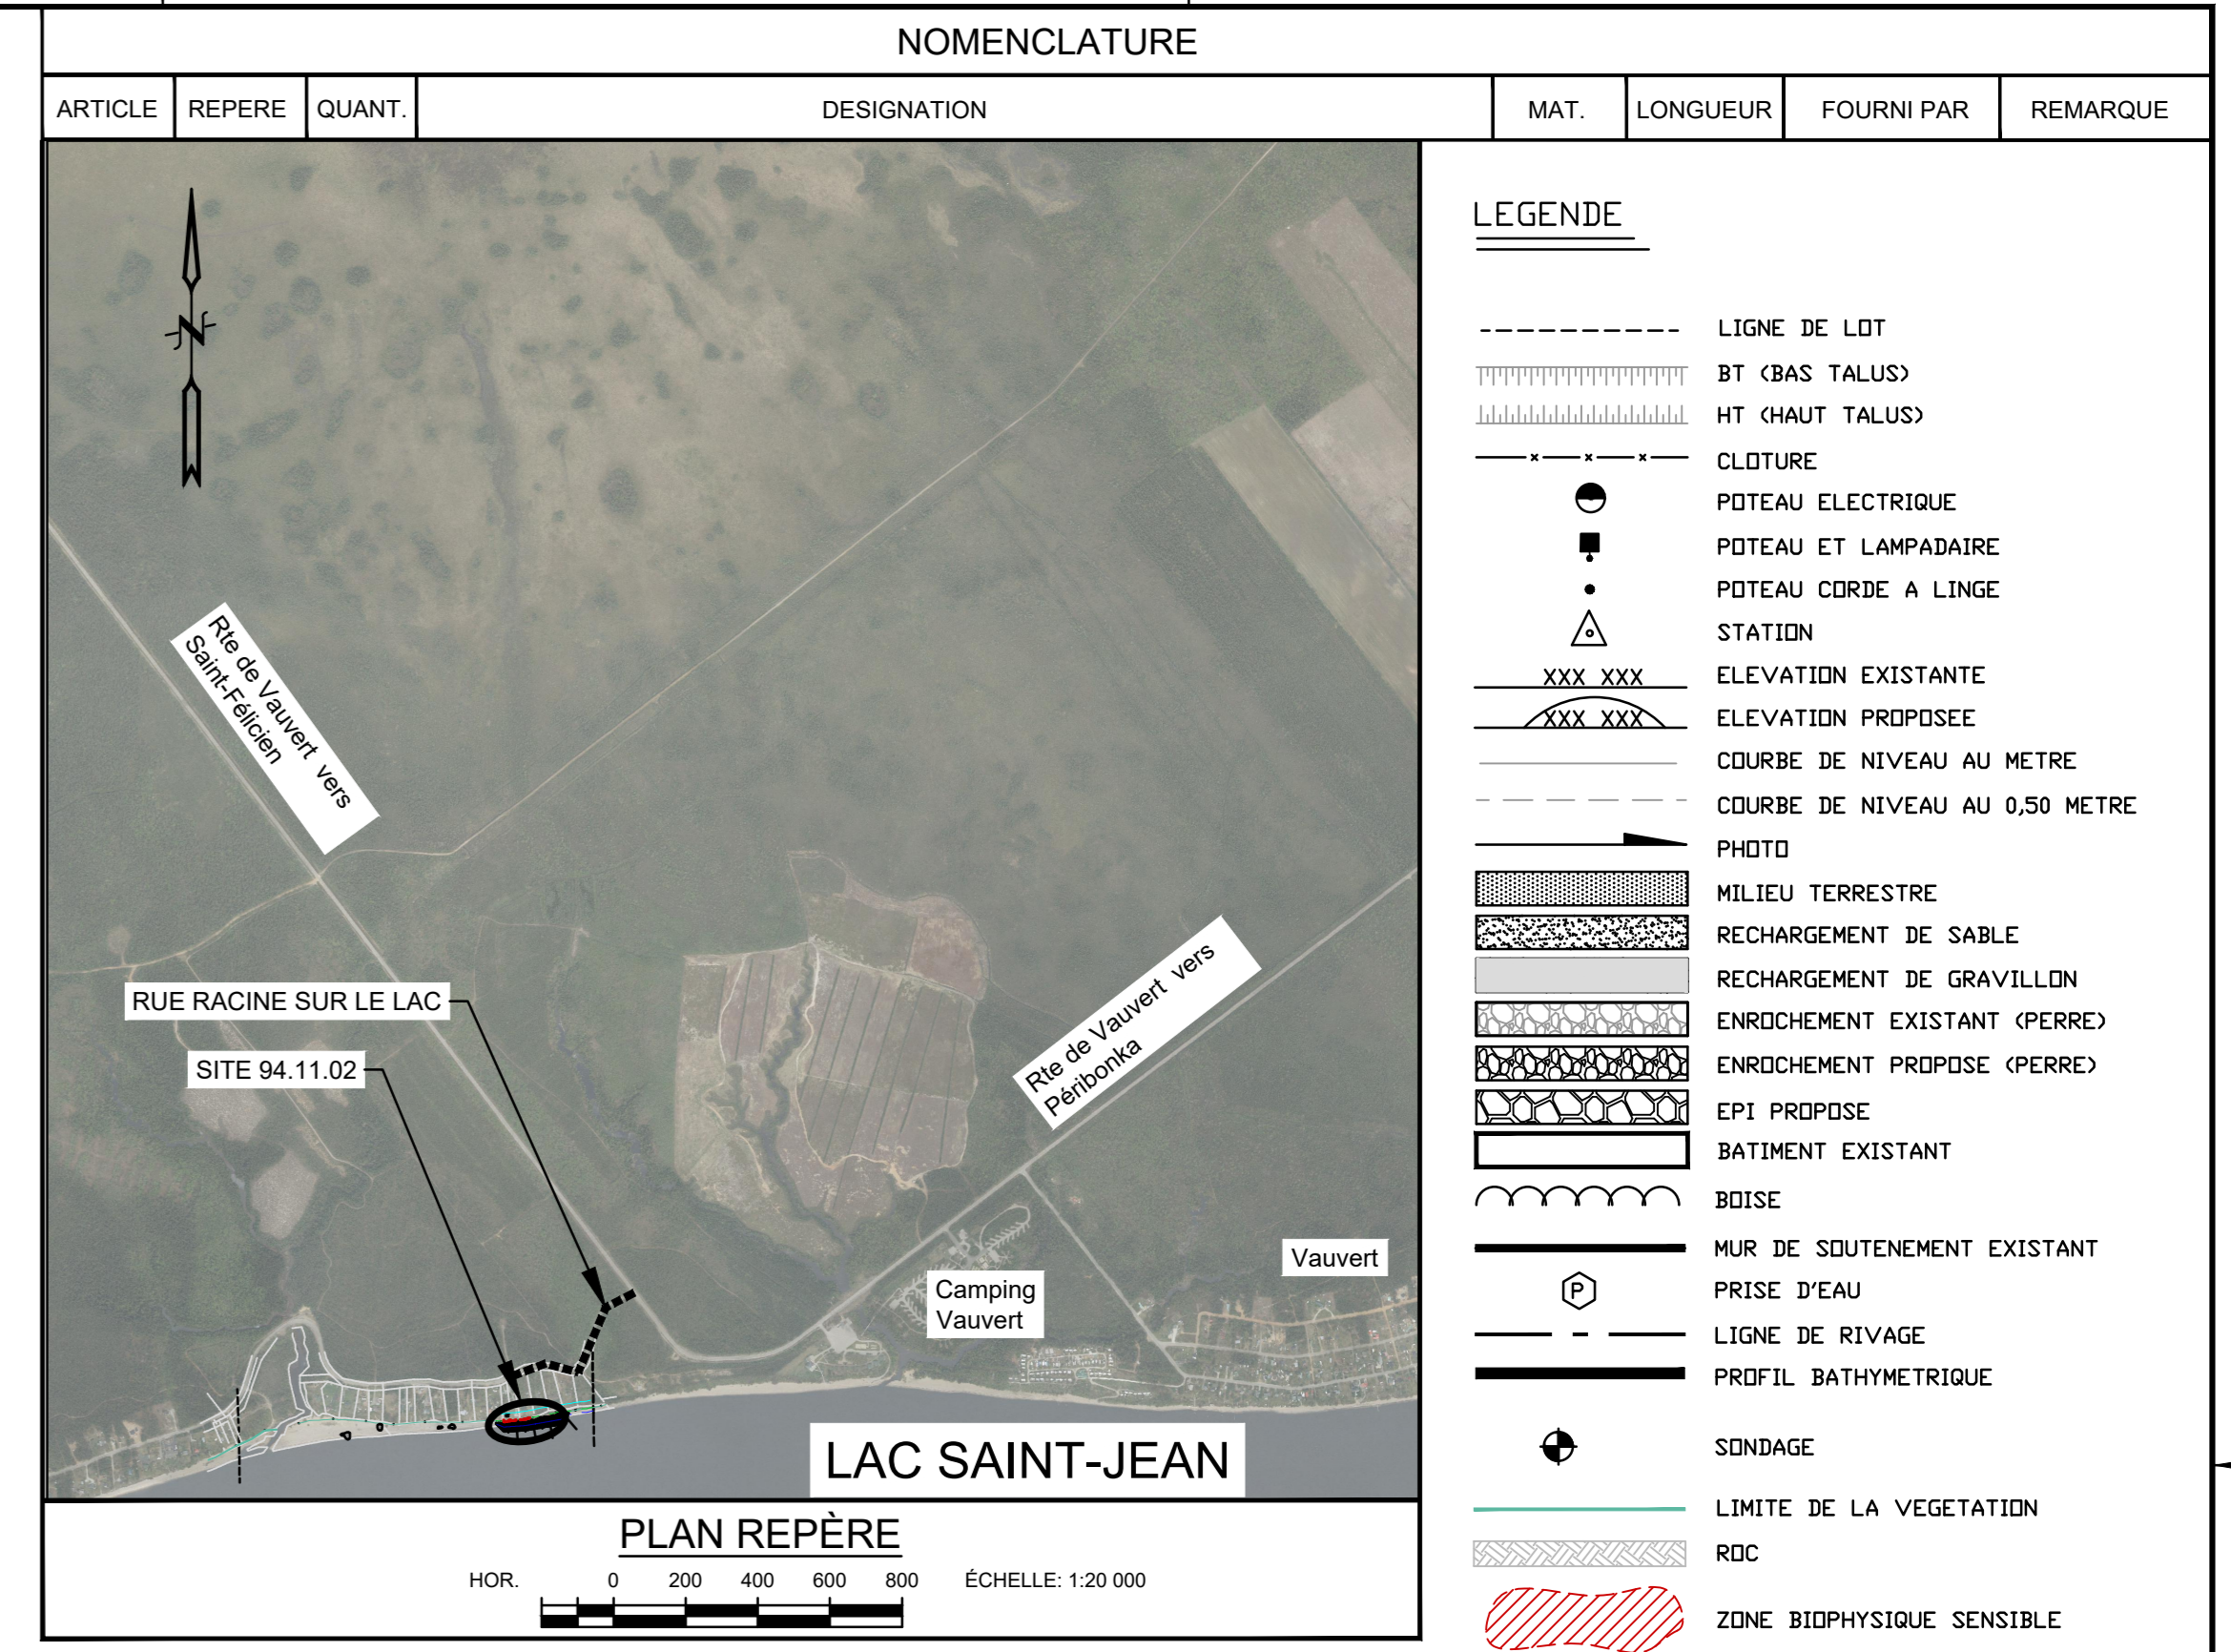 NOMENCLATURE
ARTICLE REPERE QUANT. DESIGNATION MAT. LONGUEUR FOURNI PAR REMARQUE
N
Rte de Vauvert vers
Saint-Félicien
RUE RACINE SUR LE LAC
SITE 94.11.02
Rte de Vauvert vers
Péribonka
Vauvert
Camping
Vauvert
LAC SAINT-JEAN
PLAN REPÈRE
HOR. 0 200 400 600 800 ÉCHELLE: 1:20 000
LEGENDE
LIGNE DE LOT
BT (BAS TALUS)
HT (HAUT TALUS)
CLOTURE
POTEAU ELECTRIQUE
POTEAU ET LAMPADAIRE
POTEAU CORDE A LINGE
STATION
XXX XXX ELEVATION EXISTANTE
XXX XXX ELEVATION PROPOSEE
COURBE DE NIVEAU AU METRE
COURBE DE NIVEAU AU 0,50 METRE
PHOTO
MILIEU TERRESTRE
RECHARGEMENT DE SABLE
RECHARGEMENT DE GRAVILLON
ENROCHEMENT EXISTANT (PERRE)
ENROCHEMENT PROPOSE (PERRE)
EPI PROPOSE
BATIMENT EXISTANT
BOISE
MUR DE SOUTENEMENT EXISTANT
P PRISE D'EAU
LIGNE DE RIVAGE
PROFIL BATHYMETRIQUE
SONDAGE
LIMITE DE LA VEGETATION
ROC
ZONE BIOPHYSIQUE SENSIBLE